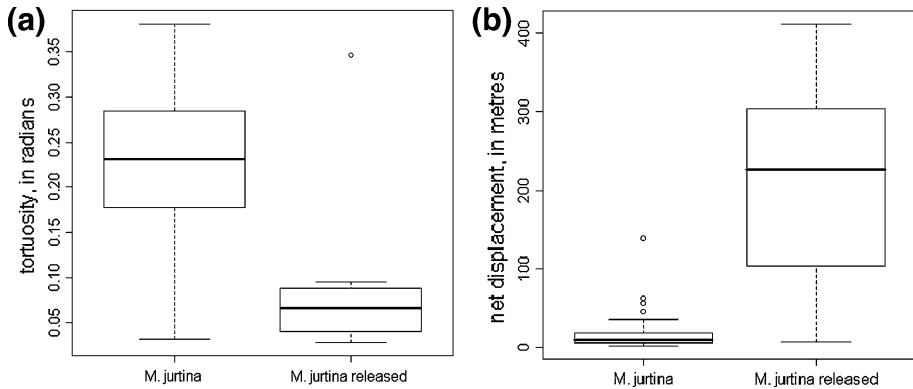 (a)
tortuosity, in radians
0.35
0.30
0.25
0.20
0.15
0.10
0.05
M. jurtina
M. jurtina released
(b)
net displacement, in metres
400
300
200
100
0
M. jurtina
M. jurtina released